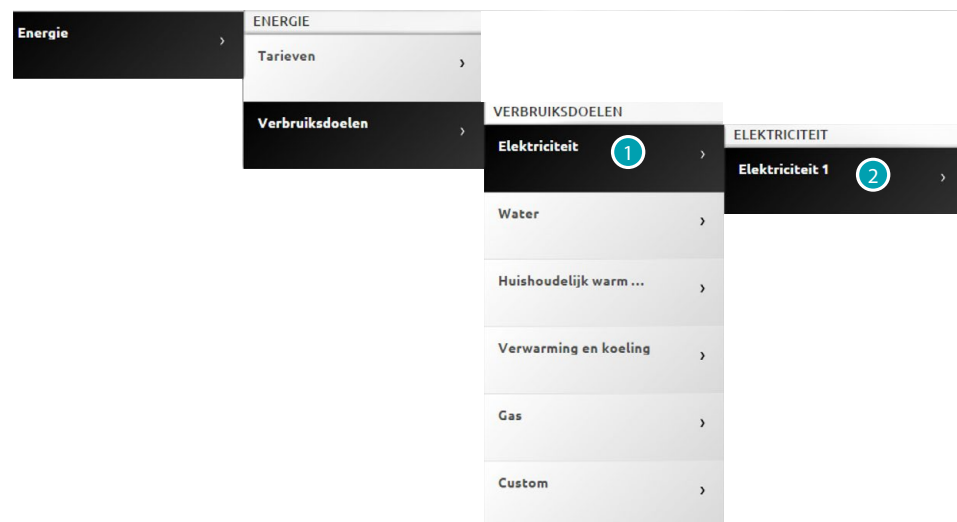 Energie
ENERGIE
Tarieven
Verbruiksdoelen
VERBRUIKSDOELEN
Elektriciteit 1
Water
Huishoudelijk warm ...
Verwarming en koeling
Gas
Custom
ELEKTRICITEIT
Elektriciteit 1 2